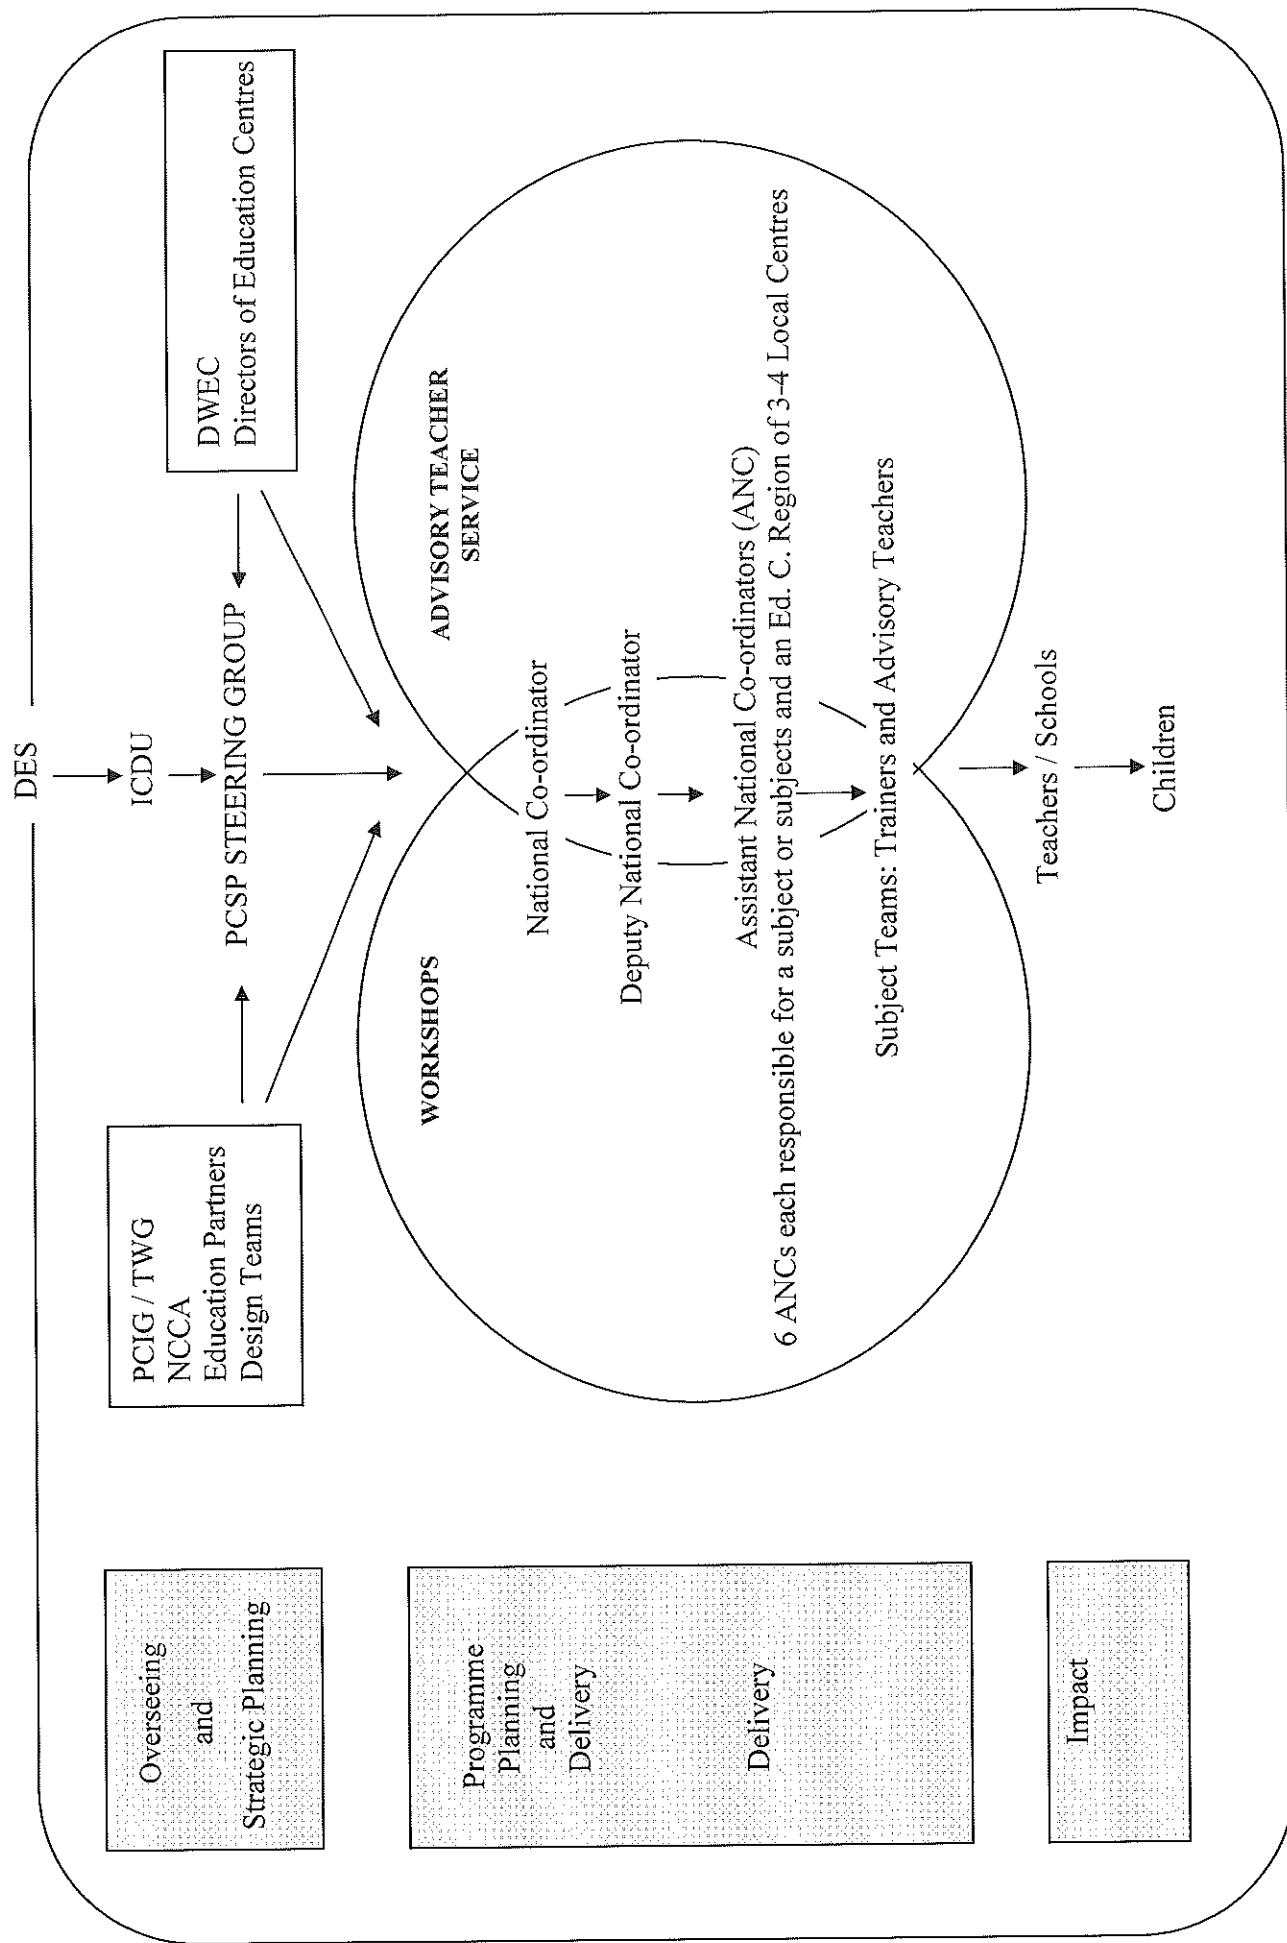 DES
ICDU
PCSP STEERING GROUP
PCIG / TWG
NCCA
Education Partners
Design Teams
DWEC
Directors of Education Centres
Overseeing
and
Strategic Planning
WORKSHOPS
ADVISORY TEACHER
SERVICE
National Co-ordinator
Deputy National Co-ordinator
Assistant National Co-ordinators (ANC)
6 ANCs each responsible for a subject or subjects and an Ed. C. Region of 3-4 Local Centres
Subject Teams: Trainers and Advisory Teachers
Programme
Planning
and
Delivery
Delivery
Teachers / Schools
Children
Impact